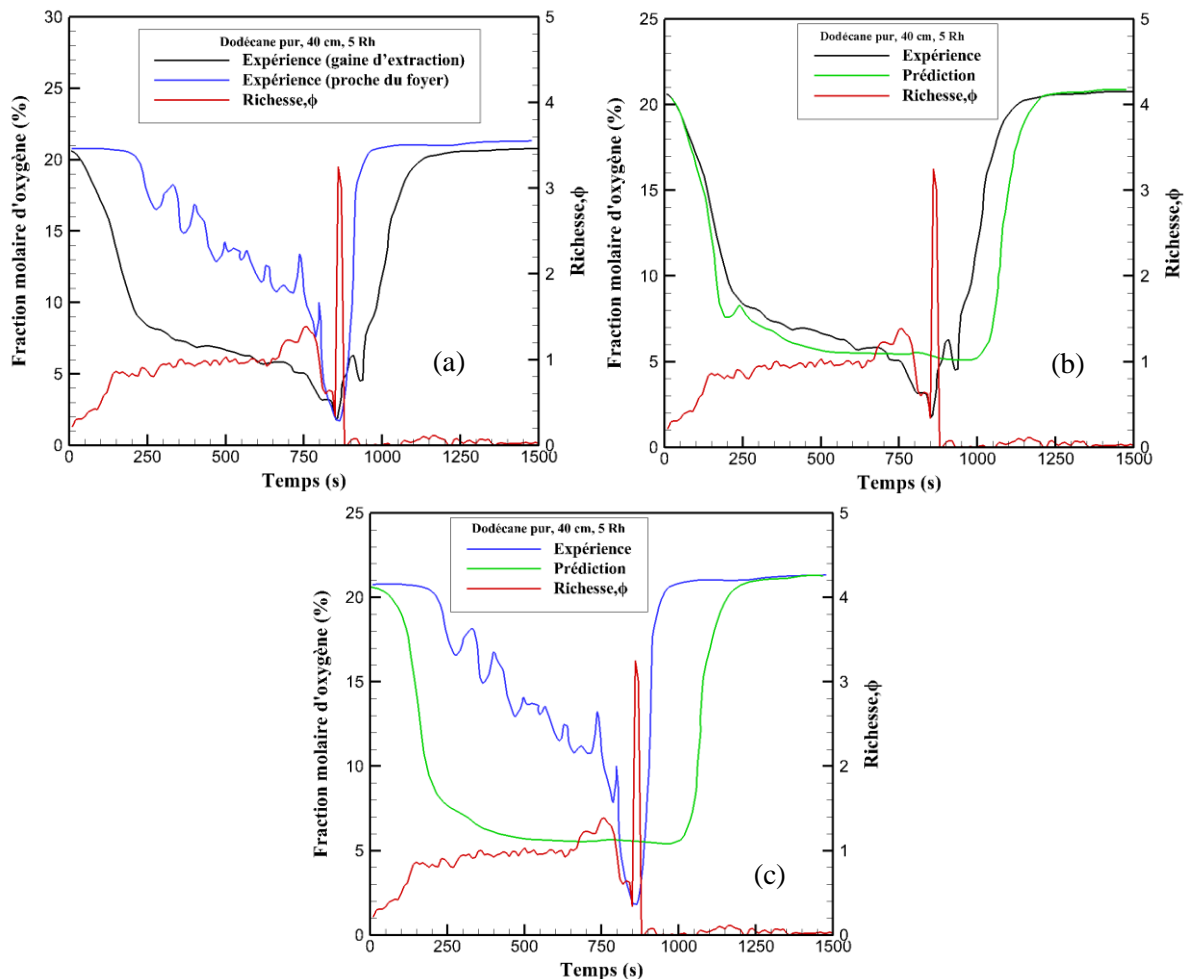 Dodécane pur, 40 cm, 5 Rh
Expérience (gaine d'extraction)
Expérience (proche du foyer)
Richesse,ϕ
Fraction molaire d'oxygène (%)
30
25
20
15
10
5
0
5
4
3
2
1
0
Richesse,ϕ
0 250 500 750 1000 1250 1500
Temps (s)
(a)
Dodécane pur, 40 cm, 5 Rh
Expérience
Prédiction
Richesse,ϕ
Fraction molaire d'oxygène (%)
25
20
15
10
5
0
5
4
3
2
1
0
Richesse,ϕ
0 250 500 750 1000 1250 1500
Temps (s)
(b)
Dodécane pur, 40 cm, 5 Rh
Expérience
Prédiction
Richesse,ϕ
Fraction molaire d'oxygène (%)
25
20
15
10
5
0
5
4
3
2
1
0
Richesse,ϕ
0 250 500 750 1000 1250 1500
Temps (s)
(c)